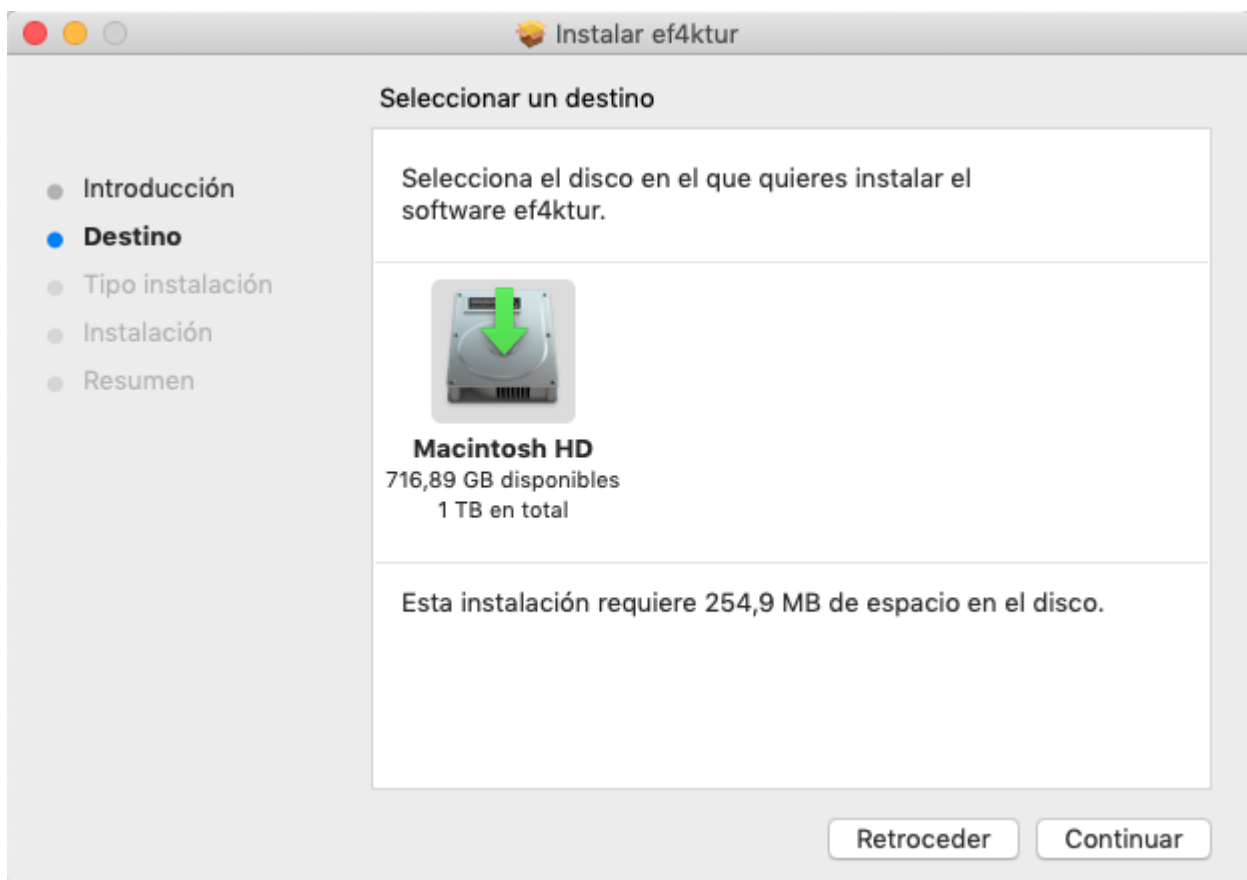 Instalar ef4ktur
Seleccionar un destino
Introducción
Destino
Tipo instalación
Instalación
Resumen
Selecciona el disco en el que quieres instalar el
software ef4ktur.
Macintosh HD
716,89 GB disponibles
1 TB en total
Esta instalación requiere 254,9 MB de espacio en el disco.
Retroceder
Continuar